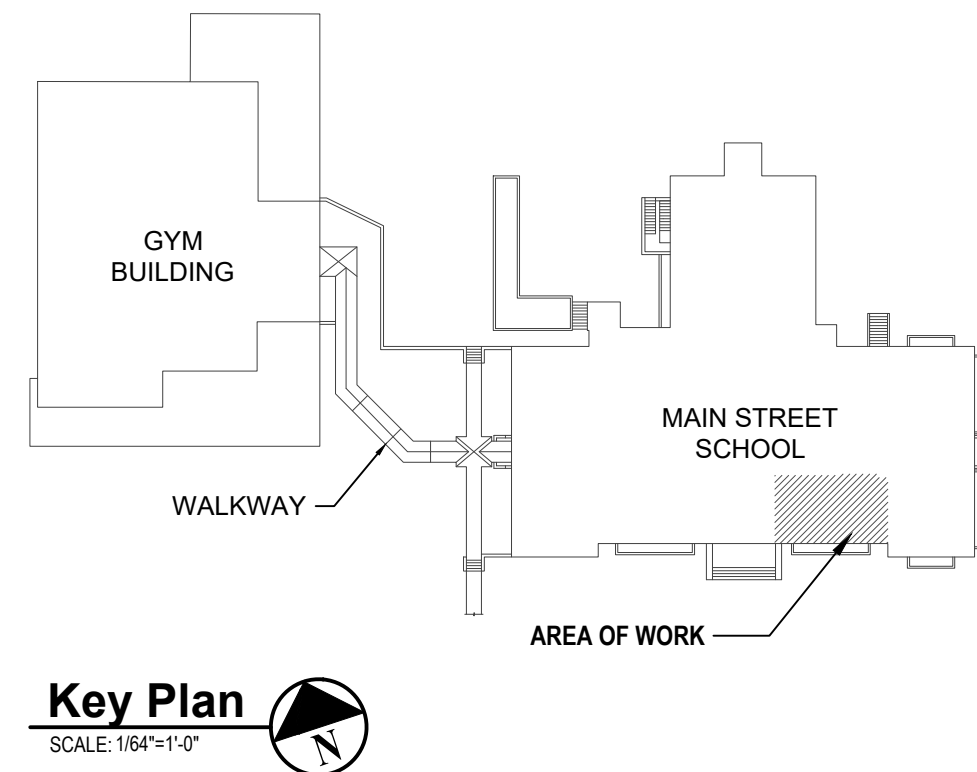 GYM
BUILDING
MAIN STREET
SCHOOL
WALKWAY
AREA OF WORK
Key Plan
SCALE: 1/64"=1'-0"
N